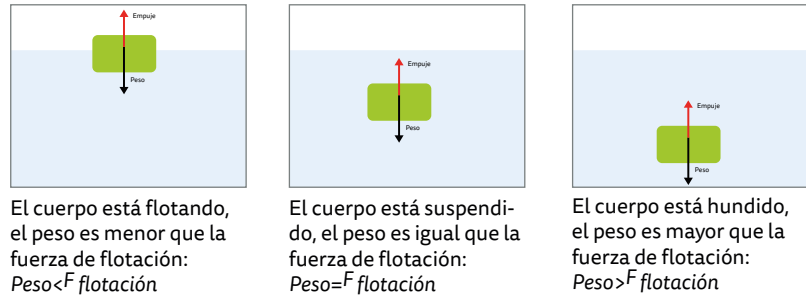 Empuje
Peso
El cuerpo está flotando,
el peso es menor que la
fuerza de flotación:
Peso<F flotación
Empuje
Peso
El cuerpo está suspendi-
do, el peso es igual que la
fuerza de flotación:
Peso=F flotación
Empuje
Peso
El cuerpo está hundido,
el peso es mayor que la
fuerza de flotación:
Peso>F flotación